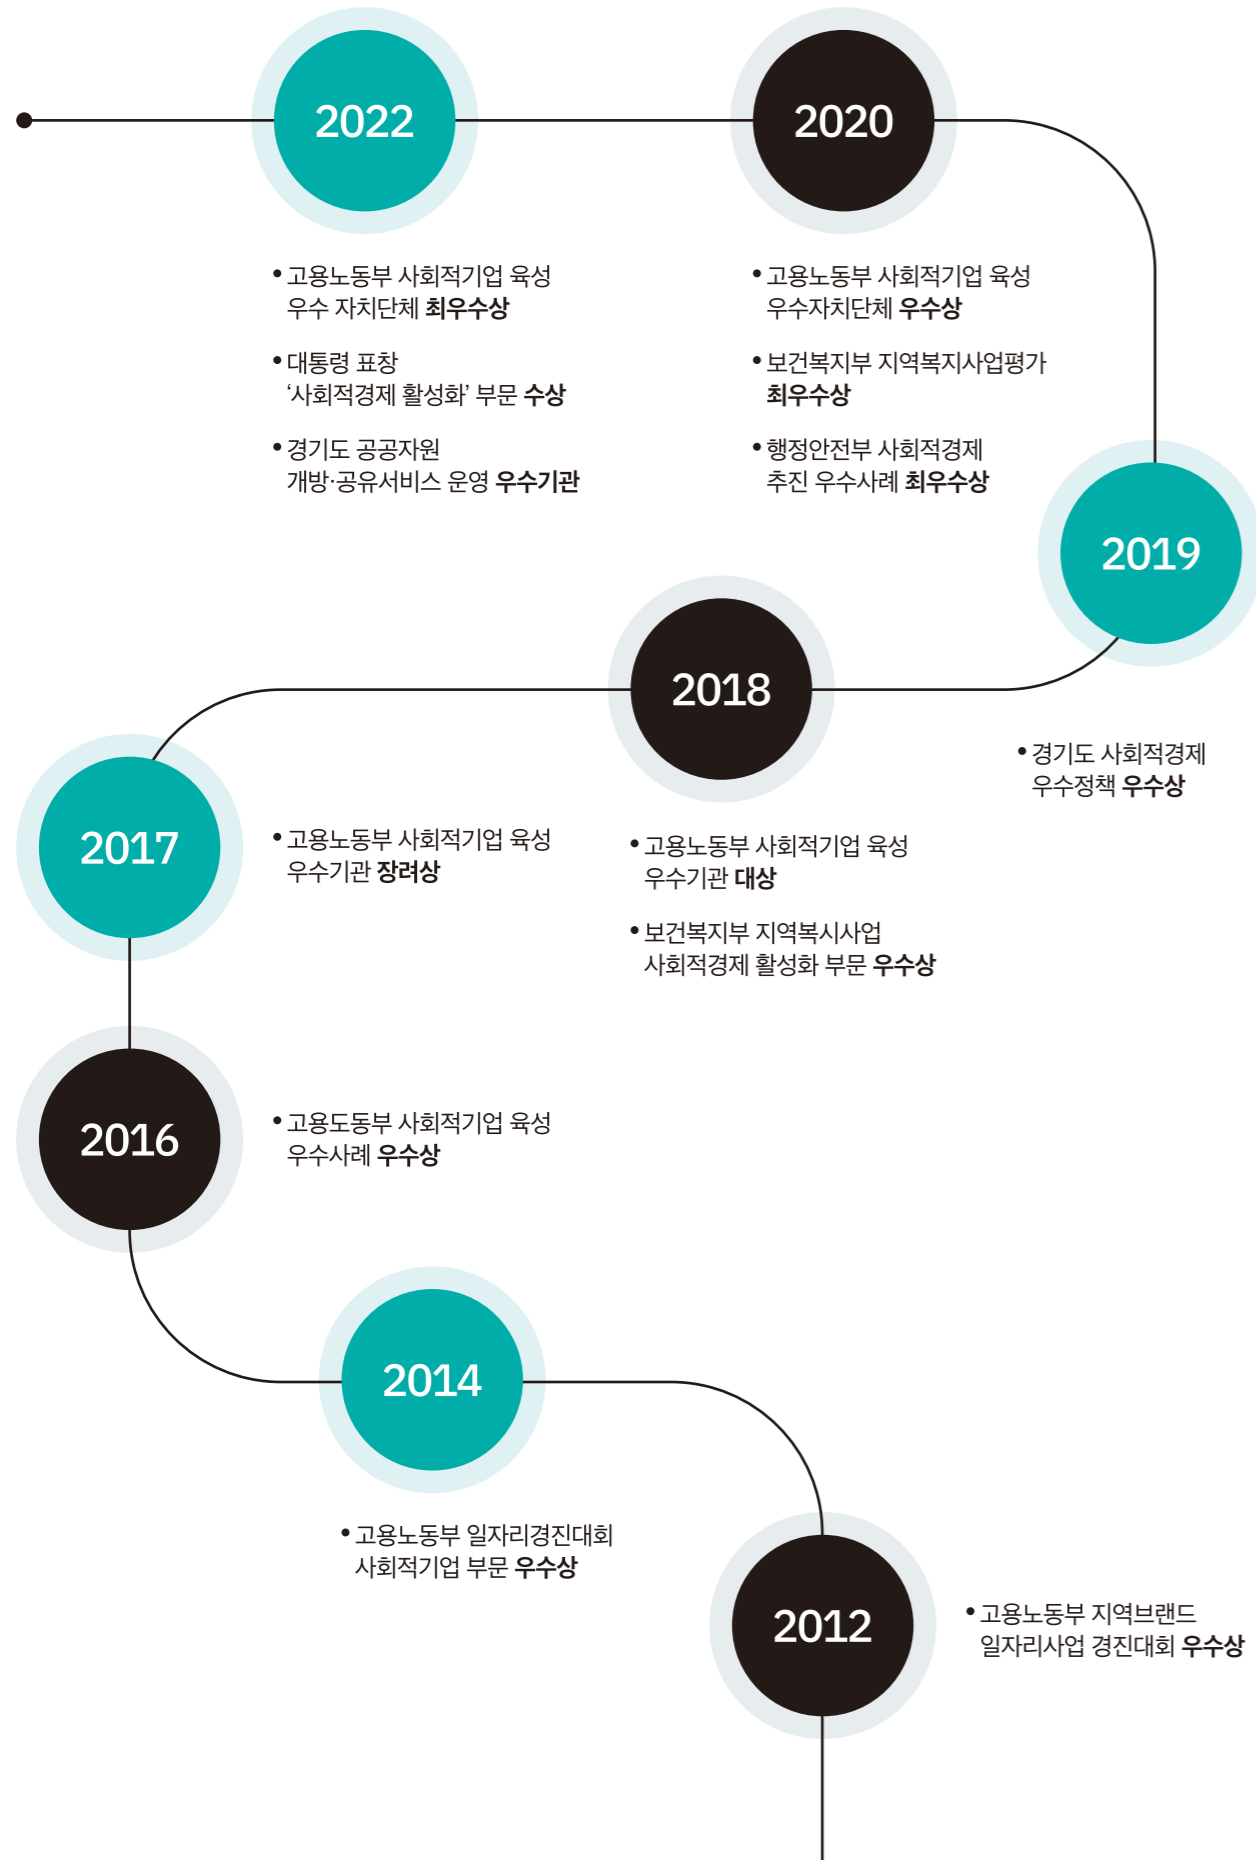 2022
• 고용노동부 사회적기업 육성
우수 자치단체 최우수상
• 대통령 표창
‘사회적경제 활성화’ 부문 수상
• 경기도 공공자원
개방·공유서비스 운영 우수기관
2020
• 고용노동부 사회적기업 육성
우수자치단체 우수상
• 보건복지부 지역복지사업평가
최우수상
• 행정안전부 사회적경제
추진 우수사례 최우수상
2019
• 경기도 사회적경제
우수정책 우수상
2018
• 고용노동부 사회적기업 육성
우수기관 대상
• 보건복지부 지역복시사업
사회적경제 활성화 부문 우수상
2017
• 고용노동부 사회적기업 육성
우수기관 장려상
2016
• 고용도동부 사회적기업 육성
우수사례 우수상
2014
• 고용노동부 일자리경진대회
사회적기업 부문 우수상
2012
• 고용노동부 지역브랜드
일자리사업 경진대회 우수상